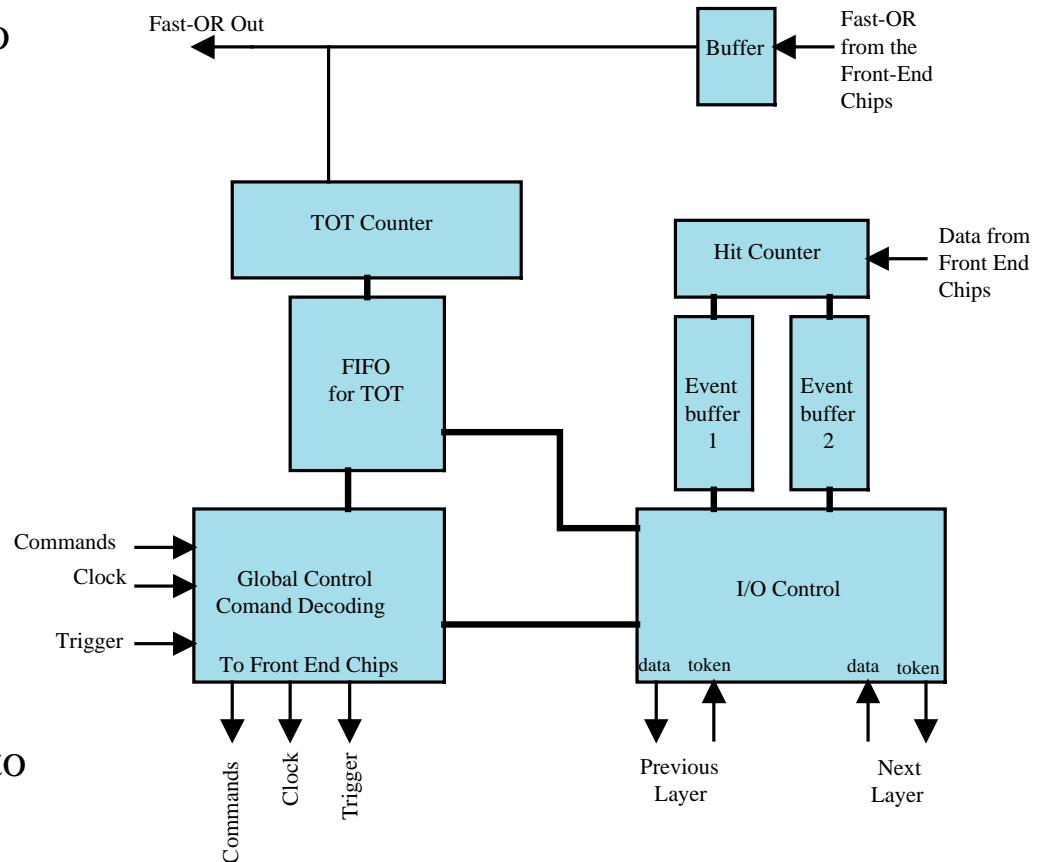 Fast-OR Out
Buffer
Fast-OR
from the
Front-End
Chips
TOT Counter
Hit Counter
Data from
Front End
Chips
FIFO
for TOT
Event
buffer
1
Event
buffer
2
Commands
Clock
Trigger
Global Control
Comand Decoding
To Front End Chips
I/O Control
data
token
data
token
Commands
Clock
Trigger
Previous
Layer
Next
Layer
to